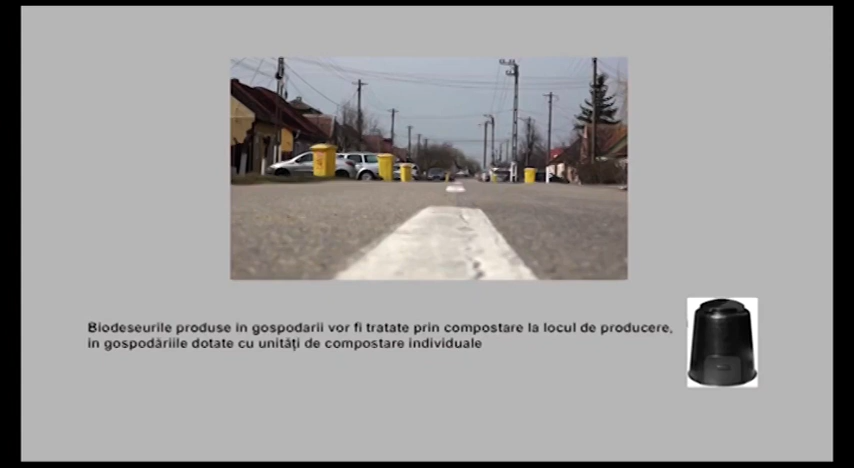 Biodeseurile produse in gospodarii vor fi tratate prin compostare la locul de producere,
in gospodăriile dotate cu unități de compostare individuale